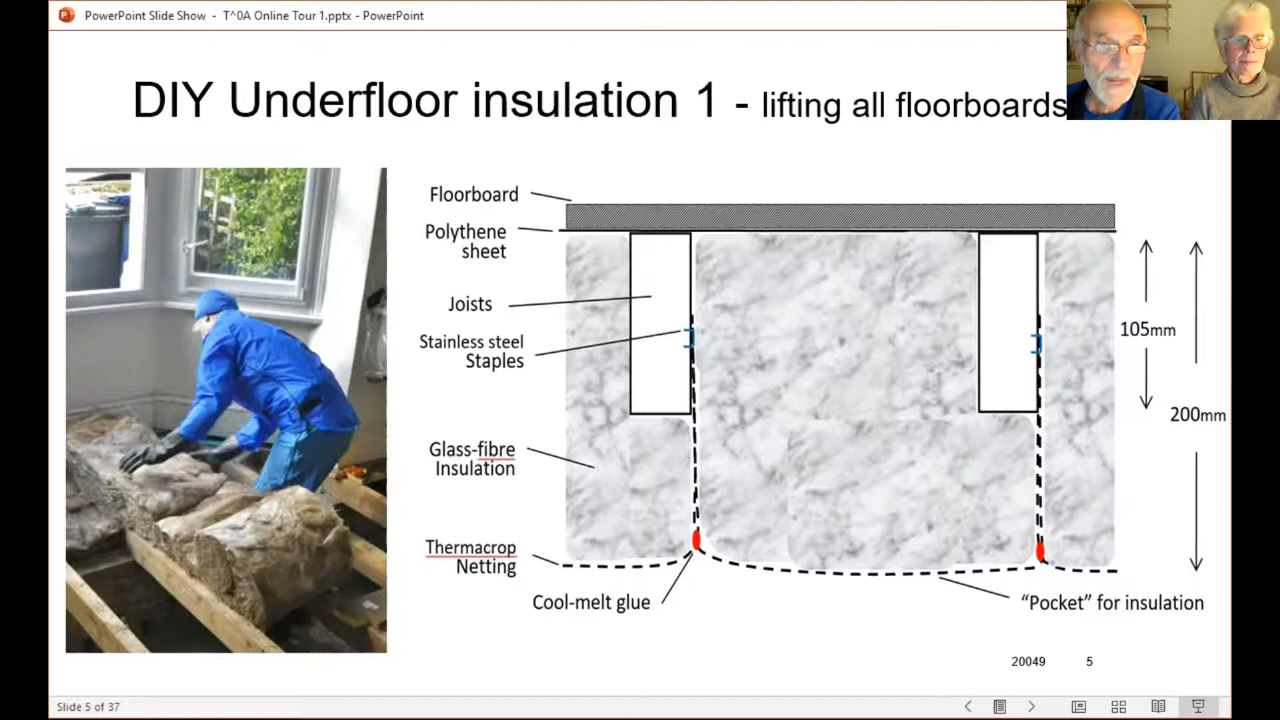 PowerPoint Slide Show - T^0A Online Tour 1.pptx - PowerPoint
DIY Underfloor insulation 1 - lifting all floorboards
Floorboard
Polythene
sheet
Joists
Stainless steel
Staples
Glass-fibre
Insulation
Thermacrop
Netting
Cool-melt glue
"Pocket" for insulation
105mm
200mm
20049 5
Slide 5 of 37